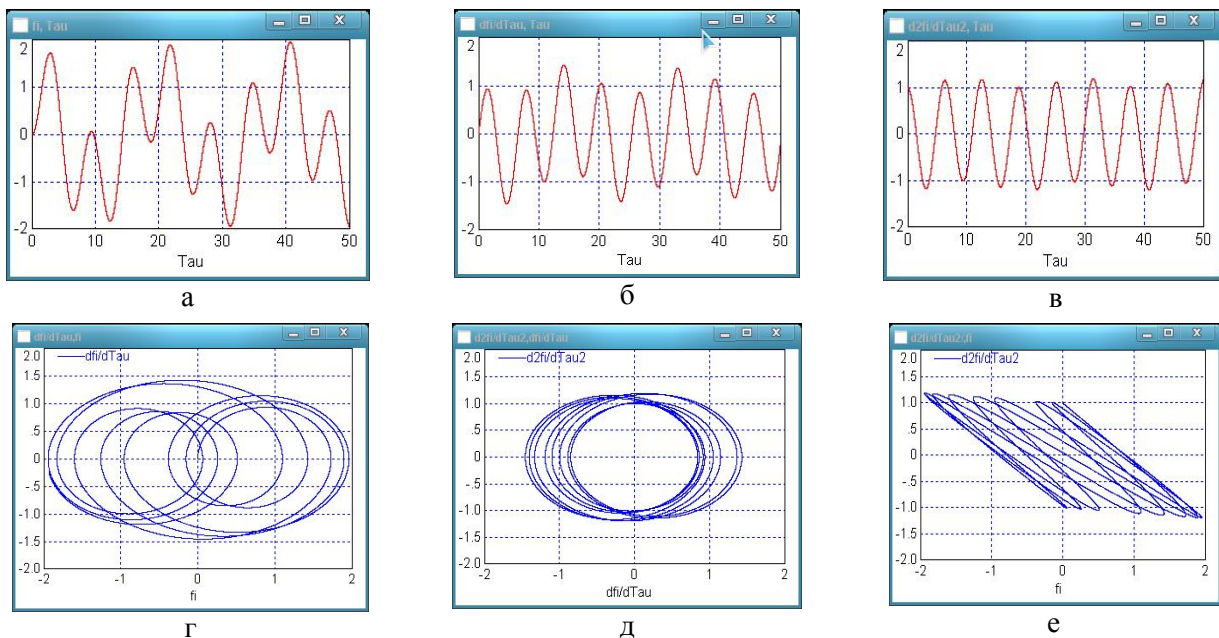 fi, Tau
2
1
0
-1
-2
0 10 20 30 40 50
Tau
а
dfi/dTau, Tau
2
1
0
-1
-2
0 10 20 30 40 50
Tau
б
d2fi/dTau2, Tau
2
1
0
-1
-2
0 10 20 30 40 50
Tau
в
dfi/dTau,fi
dfi/dTau
2.0
1.5
1.0
.5
0
-.5
-1.0
-1.5
-2.0
-2 -1 0 1 2
fi
г
d2fi/dTau2,dfi/dTau
d2fi/dTau2
2.0
1.5
1.0
.5
0
-.5
-1.0
-1.5
-2.0
-2 -1 0 1 2
dfi/dTau
д
d2fi/dTau2,fi
d2fi/dTau2
2.0
1.5
1.0
.5
0
-.5
-1.0
-1.5
-2.0
-2 -1 0 1 2
fi
е